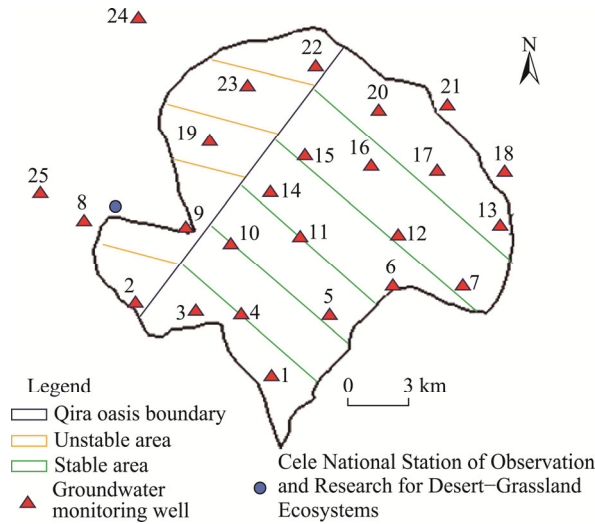 24
22
N
23
20
21
19
15
16
17
18
25
14
8
9
13
10
11
12
2
6
7
3
4
5
1
0 3 km
Legend
Qira oasis boundary
Unstable area
Stable area
Groundwater
monitoring well
Cele National Station of Observation
and Research for Desert−Grassland
Ecosystems